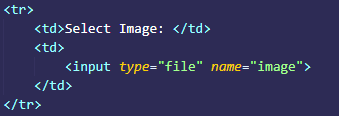 <tr>
    <td>Select Image: </td>
    <td>
        <input type="file" name="image">
    </td>
</tr>